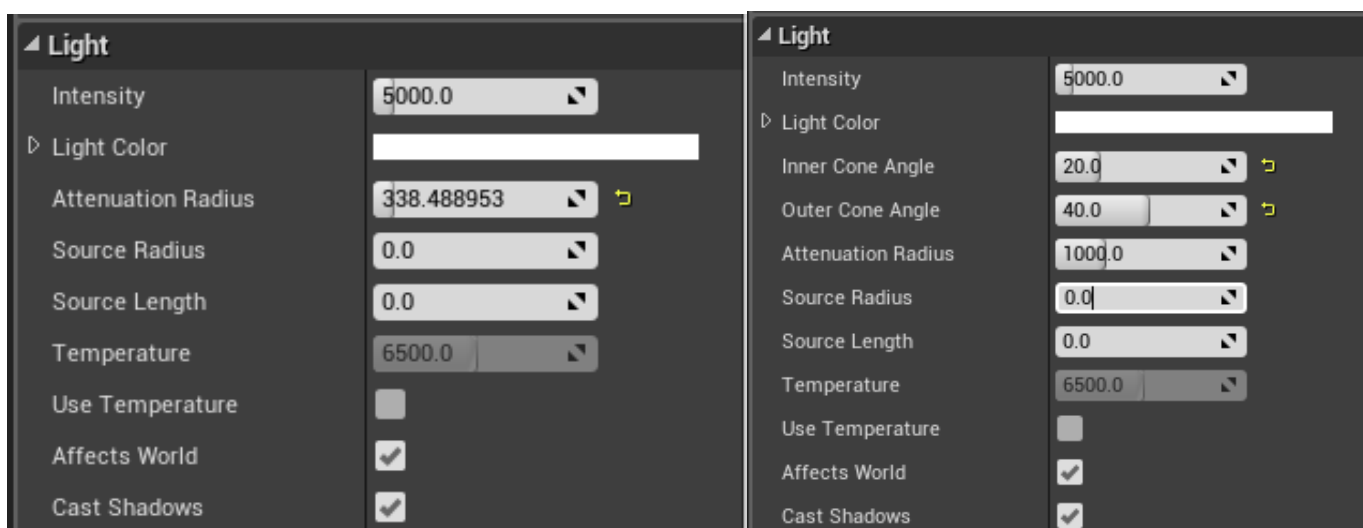 Light
Intensity 5000.0
Light Color
Attenuation Radius 338.488953
Source Radius 0.0
Source Length 0.0
Temperature 6500.0
Use Temperature
Affects World
Cast Shadows
Light
Intensity 5000.0
Light Color
Inner Cone Angle 20.0
Outer Cone Angle 40.0
Attenuation Radius 1000.0
Source Radius 0.0
Source Length 0.0
Temperature 6500.0
Use Temperature
Affects World
Cast Shadows